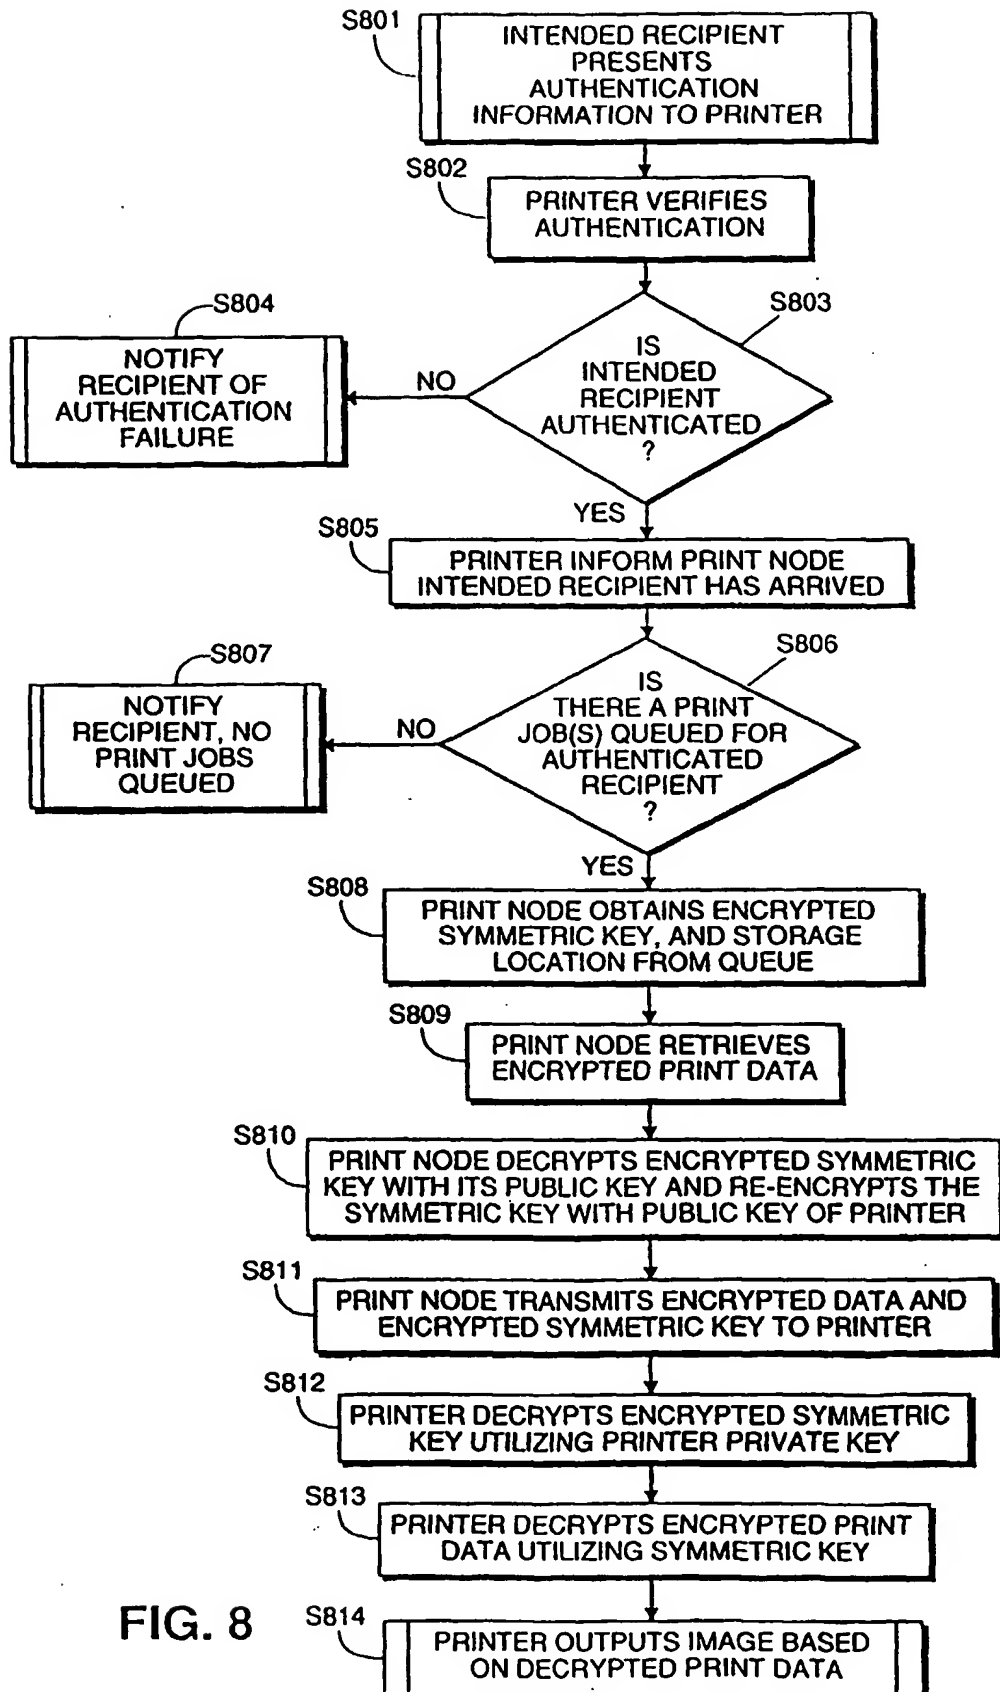 S801
INTENDED RECIPIENT
PRESENTS
AUTHENTICATION
INFORMATION TO PRINTER
S802
PRINTER VERIFIES
AUTHENTICATION
S803
IS
INTENDED
RECIPIENT
AUTHENTICATED
?
S804
NOTIFY
RECIPIENT OF
AUTHENTICATION
FAILURE
NO
YES
S805
PRINTER INFORM PRINT NODE
INTENDED RECIPIENT HAS ARRIVED
S806
IS
THERE A PRINT
JOB(S) QUEUED FOR
AUTHENTICATED
RECIPIENT
?
S807
NOTIFY
RECIPIENT, NO
PRINT JOBS
QUEUED
NO
YES
S808
PRINT NODE OBTAINS ENCRYPTED
SYMMETRIC KEY, AND STORAGE
LOCATION FROM QUEUE
S809
PRINT NODE RETRIEVES
ENCRYPTED PRINT DATA
S810
PRINT NODE DECRYPTS ENCRYPTED SYMMETRIC
KEY WITH ITS PUBLIC KEY AND RE-ENCRYPTS THE
SYMMETRIC KEY WITH PUBLIC KEY OF PRINTER
S811
PRINT NODE TRANSMITS ENCRYPTED DATA AND
ENCRYPTED SYMMETRIC KEY TO PRINTER
S812
PRINTER DECRYPTS ENCRYPTED SYMMETRIC
KEY UTILIZING PRINTER PRIVATE KEY
S813
PRINTER DECRYPTS ENCRYPTED PRINT
DATA UTILIZING SYMMETRIC KEY
S814
PRINTER OUTPUTS IMAGE BASED
ON DECRYPTED PRINT DATA
FIG. 8